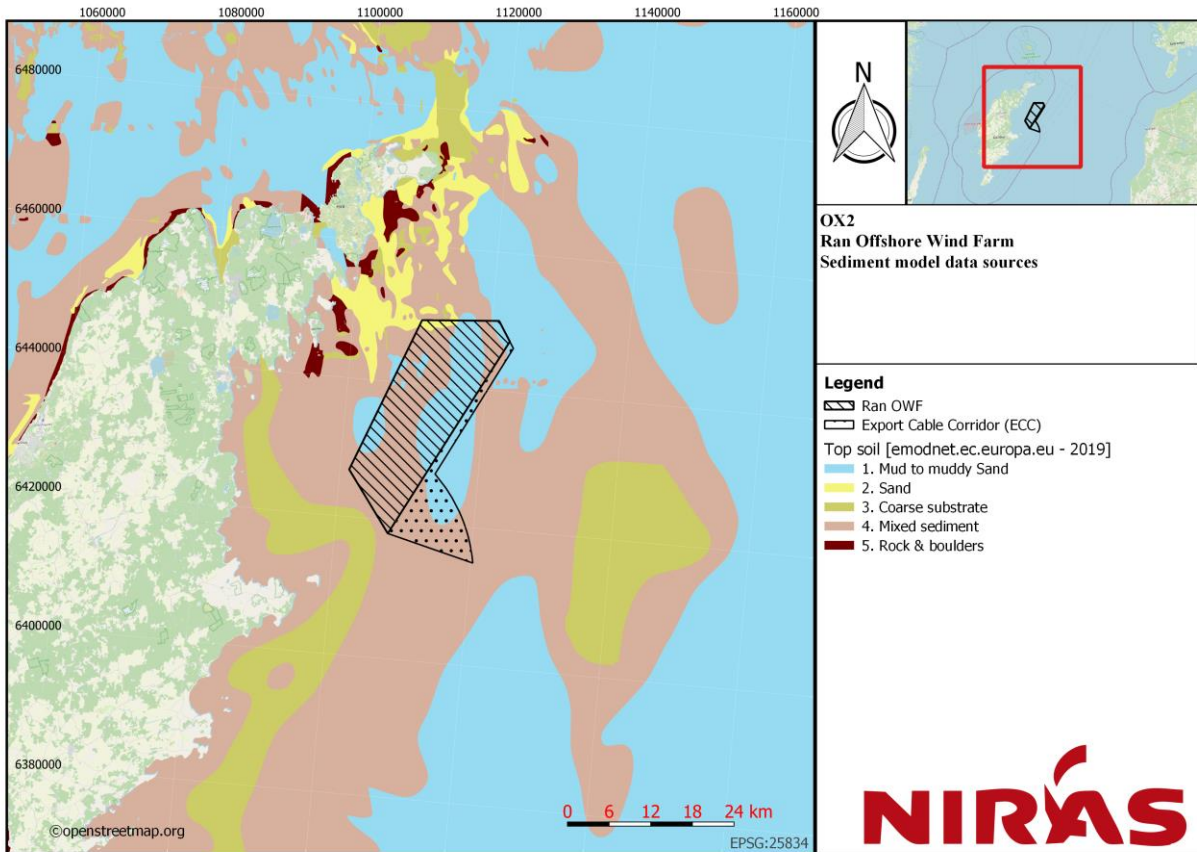 1060000
1080000
1100000
1120000
1140000
1160000
6480000
6460000
6440000
6420000
6400000
6380000
0 6 12 18 24 km
©openstreetmap.org
EPSG:25834
N
OX2
Ran Offshore Wind Farm
Sediment model data sources
Legend
Ran OWF
Export Cable Corridor (ECC)
Top soil [emodnet.ec.europa.eu - 2019]
1. Mud to muddy Sand
2. Sand
3. Coarse substrate
4. Mixed sediment
5. Rock & boulders
NIRAS